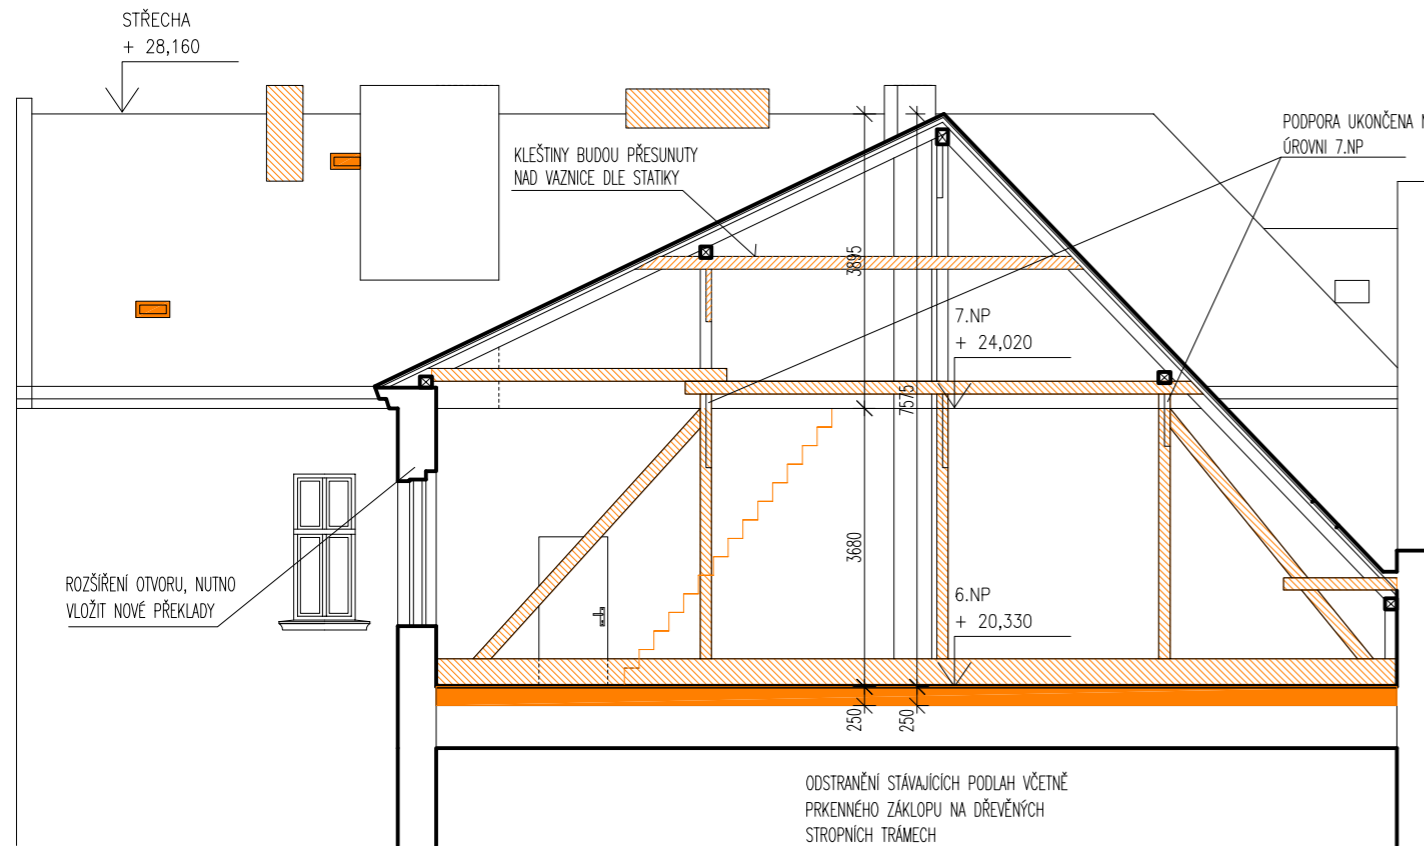 STŘECHA
+ 28,160
KLEŠTINY BUDOU PŘESUNUTY
NAD VAZNICE DLE STATIKY
PODPORA UKONČENA
ÚROVNI 7.NP
3895
7.NP
+ 24,020
7575
3680
ROZŠÍŘENÍ OTVORU, NUTNO
VLOŽIT NOVÉ PŘEKLADY
6.NP
+ 20,330
250
250
ODSTRANĚNÍ STÁVAJÍCÍCH PODLAH VČETNĚ
PRKENNÉHO ZÁKLOPU NA DŘEVĚNÝCH
STROPNÍCH TRÁMECH